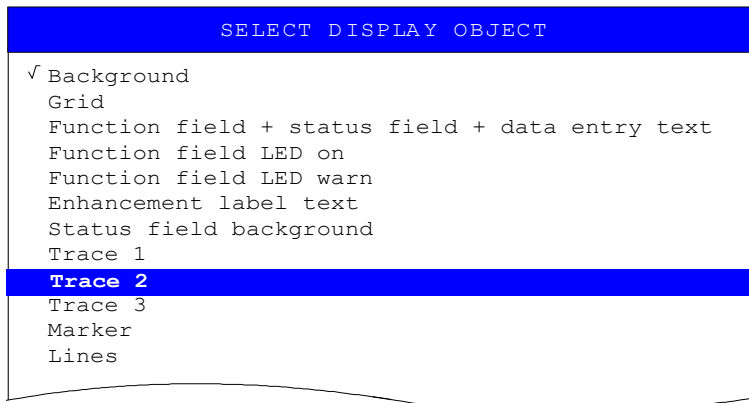 SELECT DISPLAY OBJECT
√ Background
Grid
Function field + status field + data entry text
Function field LED on
Function field LED warn
Enhancement label text
Status field background
Trace 1
Trace 2
Trace 3
Marker
Lines